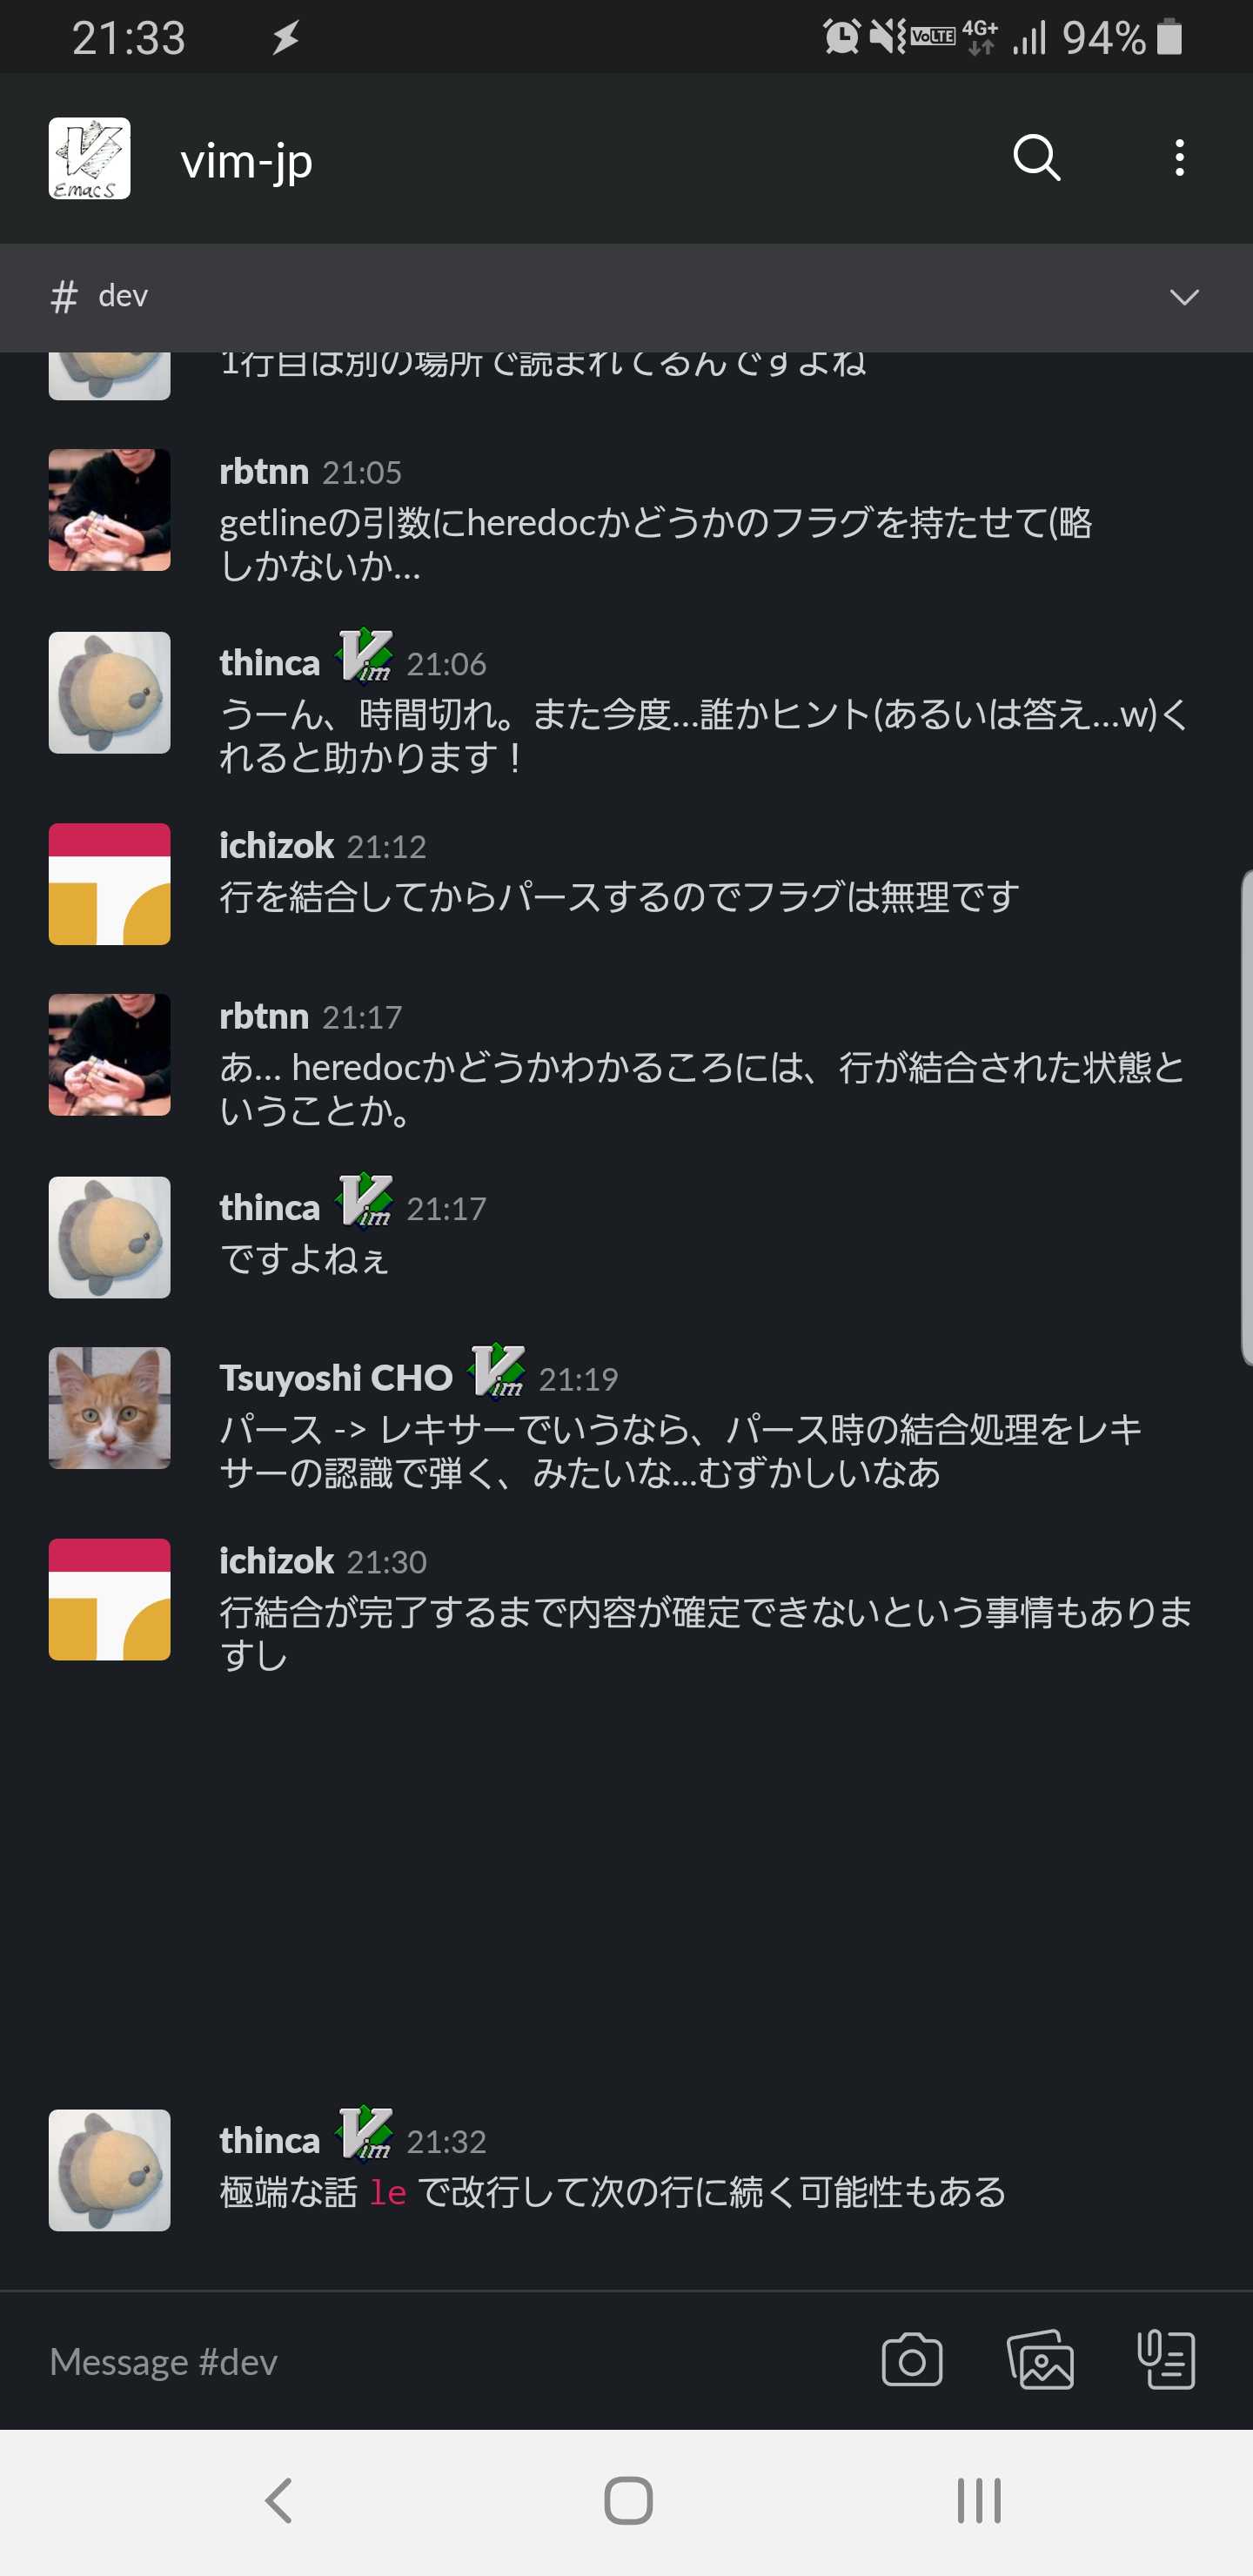 21:33
VoLTE 4G+ 94%
Emacs
vim-jp
# dev
1行目は別の場所で読まれてるんですよね
rbtnn 21:05
getlineの引数にheredocかどうかのフラグを持たせて(略
しかないか...
thinca Vim 21:06
うーん、時間切れ。また今度...誰かヒント(あるいは答え...w)く
れると助かります！
ichizok 21:12
行を結合してからパースするのでフラグは無理です
rbtnn 21:17
あ... heredocかどうかわかるころには、行が結合された状態と
いうことか。
thinca Vim 21:17
ですよねぇ
Tsuyoshi CHO Vim 21:19
パース -> レキサーでいうなら、パース時の結合処理をレキ
サーの認識で弾く、みたいな...むずかしいなあ
ichizok 21:30
行結合が完了するまで内容が確定できないという事情もありま
すし
thinca Vim 21:32
極端な話 le で改行して次の行に続く可能性もある
Message #dev